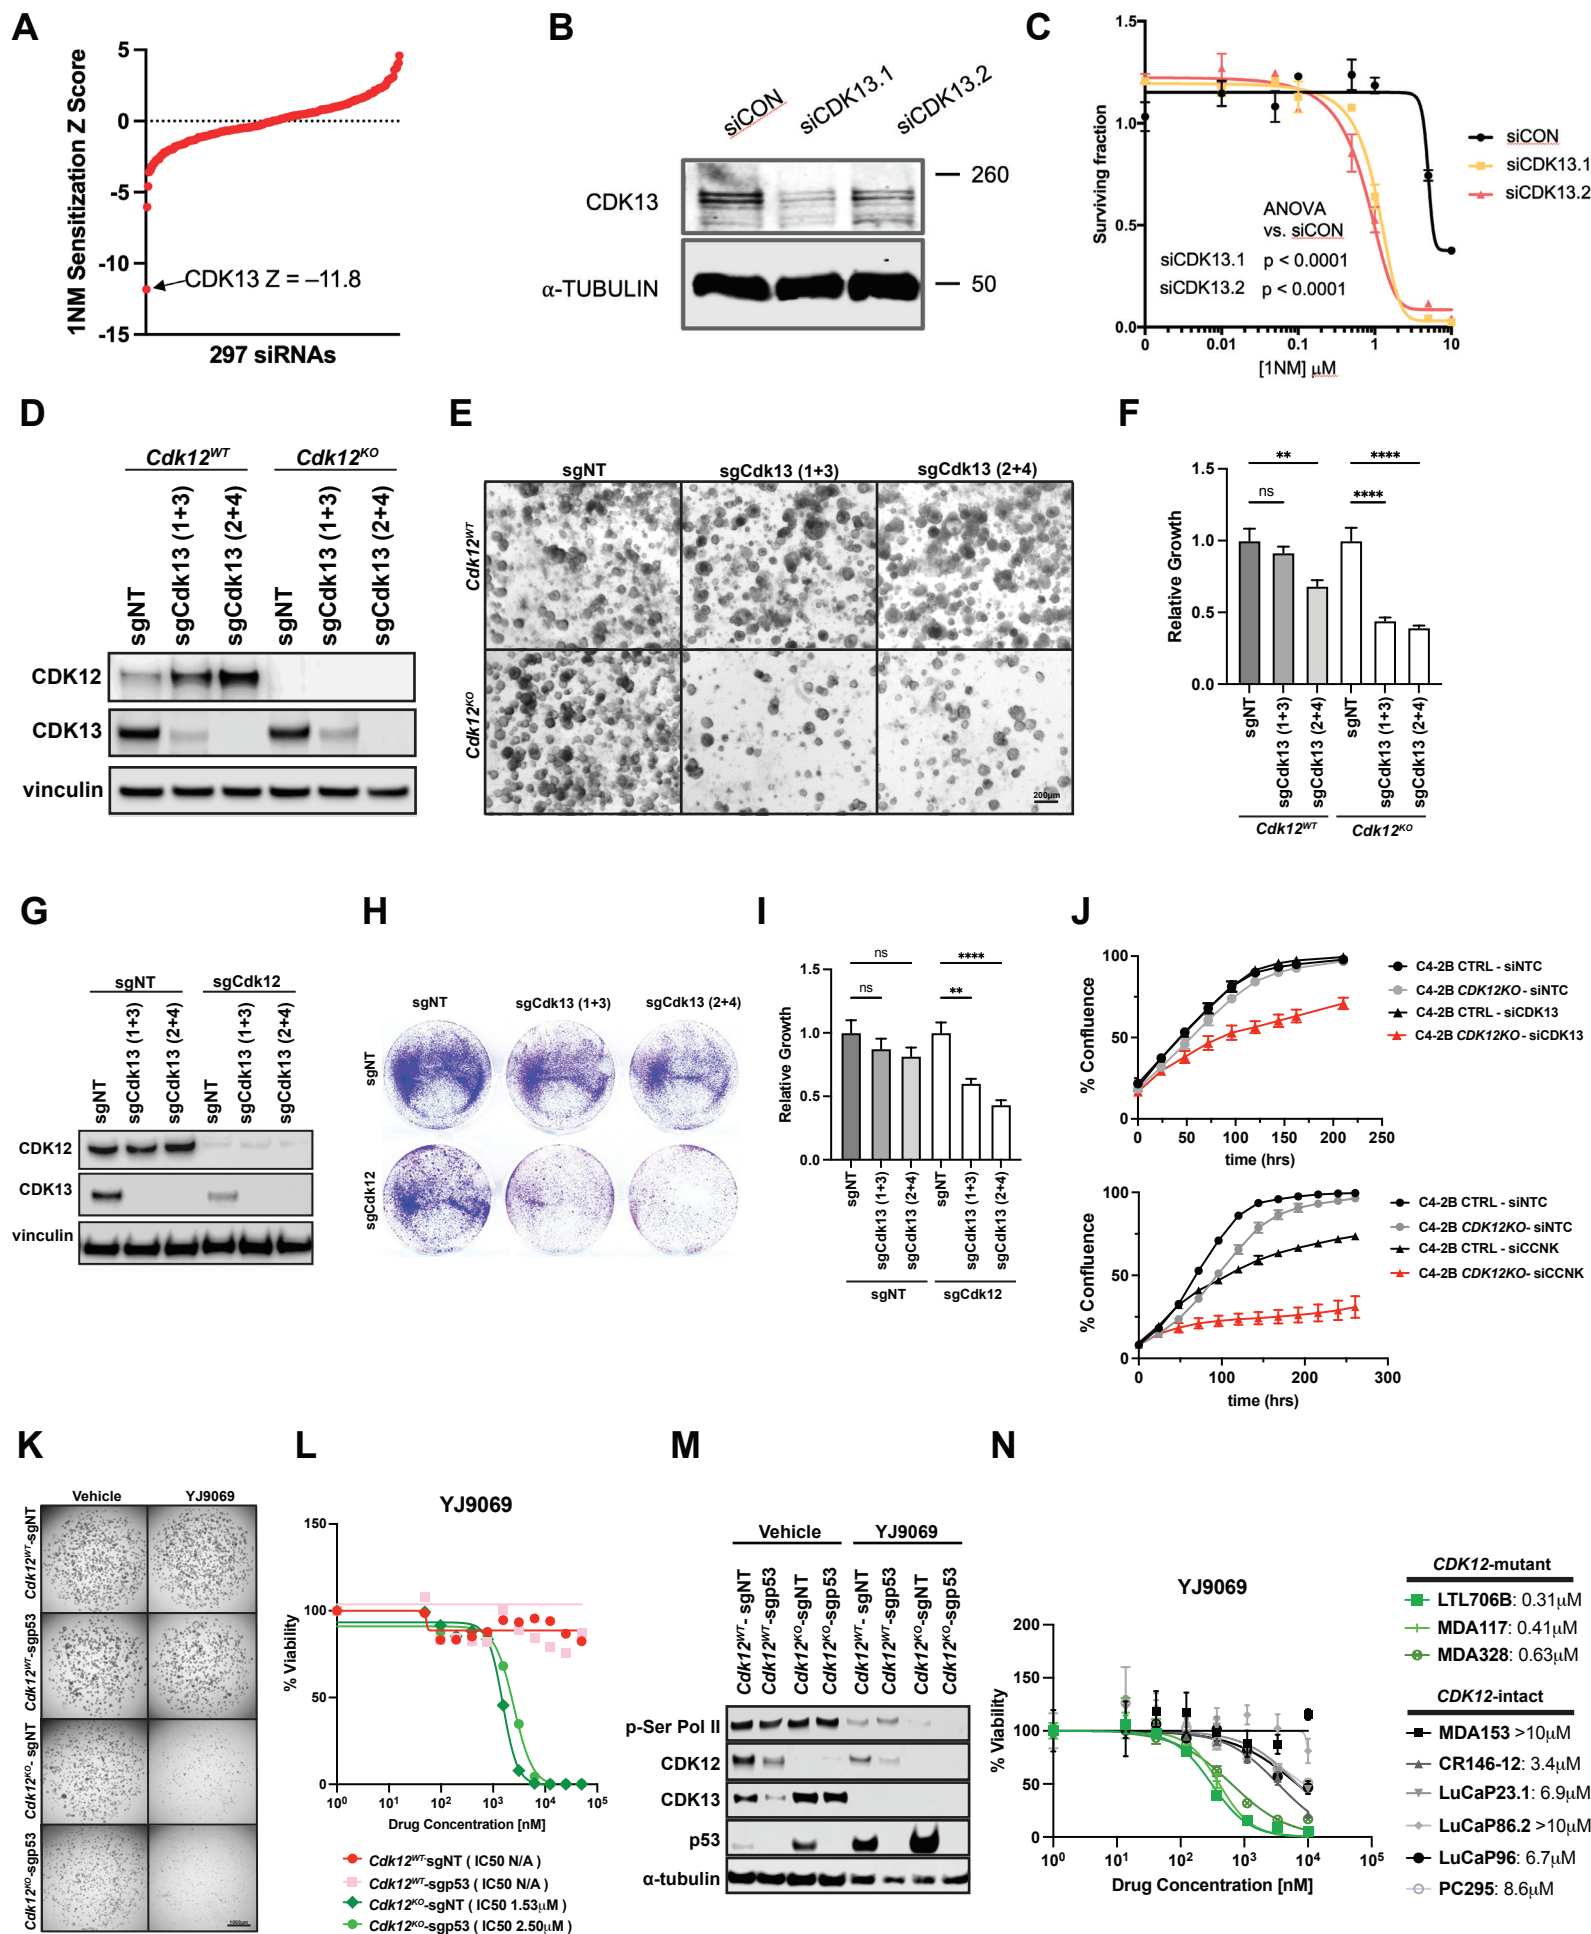 A
1NM Sensitization Z Score
5
0
-5
-10
-15
CDK13 Z = –11.8
297 siRNAs
B
siCON
siCDK13.1
siCDK13.2
CDK13
260
α-TUBULIN
50
C
Surviving fraction
1.5
1.0
0.5
0.0
ANOVA
vs. siCON
siCDK13.1 p < 0.0001
siCDK13.2 p < 0.0001
0 0.01 0.1 1 10
[1NM] μM
siCON
siCDK13.1
siCDK13.2
D
Cdk12WT Cdk12KO
sgNT
sgCdk13 (1+3)
sgCdk13 (2+4)
sgNT
sgCdk13 (1+3)
sgCdk13 (2+4)
CDK12
CDK13
vinculin
E
sgNT sgCdk13 (1+3) sgCdk13 (2+4)
Cdk12WT
Cdk12KO
200μm
F
Relative Growth
1.5
1.0
0.5
0.0
** ****
ns ****
sgNT
sgCdk13 (1+3)
sgCdk13 (2+4)
sgNT
sgCdk13 (1+3)
sgCdk13 (2+4)
Cdk12WT Cdk12KO
G
sgNT sgCdk12
sgNT
sgCdk13 (1+3)
sgCdk13 (2+4)
sgNT
sgCdk13 (1+3)
sgCdk13 (2+4)
CDK12
CDK13
vinculin
H
sgNT sgCdk13 (1+3) sgCdk13 (2+4)
sgNT
sgCdk12
I
Relative Growth
1.5
1.0
0.5
0.0
ns ****
ns **
sgNT
sgCdk13 (1+3)
sgCdk13 (2+4)
sgNT
sgCdk13 (1+3)
sgCdk13 (2+4)
sgNT sgCdk12
J
% Confluence
100
50
0
0 50 100 150 200 250
time (hrs)
C4-2B CTRL - siNTC
C4-2B CDK12KO - siNTC
C4-2B CTRL - siCDK13
C4-2B CDK12KO - siCDK13
% Confluence
100
50
0
0 100 200 300
time (hrs)
C4-2B CTRL - siNTC
C4-2B CDK12KO- siNTC
C4-2B CTRL - siCCNK
C4-2B CDK12KO- siCCNK
K
Vehicle YJ9069
Cdk12WT-sgNT
Cdk12WT-sgp53
Cdk12KO- sgNT
Cdk12KO-sgp53
L
YJ9069
% Viability
150
100
50
0
100 101 102 103 104 105
Drug Concentration [nM]
Cdk12WT-sgNT ( IC50 N/A )
Cdk12WT-sgp53 ( IC50 N/A )
Cdk12KO-sgNT ( IC50 1.53μM )
Cdk12KO-sgp53 ( IC50 2.50μM )
M
Vehicle YJ9069
Cdk12WT- sgNT
Cdk12WT-sgp53
Cdk12KO-sgNT
Cdk12KO-sgp53
Cdk12WT- sgNT
Cdk12WT-sgp53
Cdk12KO-sgNT
Cdk12KO-sgp53
p-Ser Pol II
CDK12
CDK13
p53
α-tubulin
N
YJ9069
% Viability
200
150
100
50
0
100 101 102 103 104 105
Drug Concentration [nM]
CDK12-mutant
LTL706B: 0.31μM
MDA117: 0.41μM
MDA328: 0.63μM
CDK12-intact
MDA153 >10μM
CR146-12: 3.4μM
LuCaP23.1: 6.9μM
LuCaP86.2 >10μM
LuCaP96: 6.7μM
PC295: 8.6μM